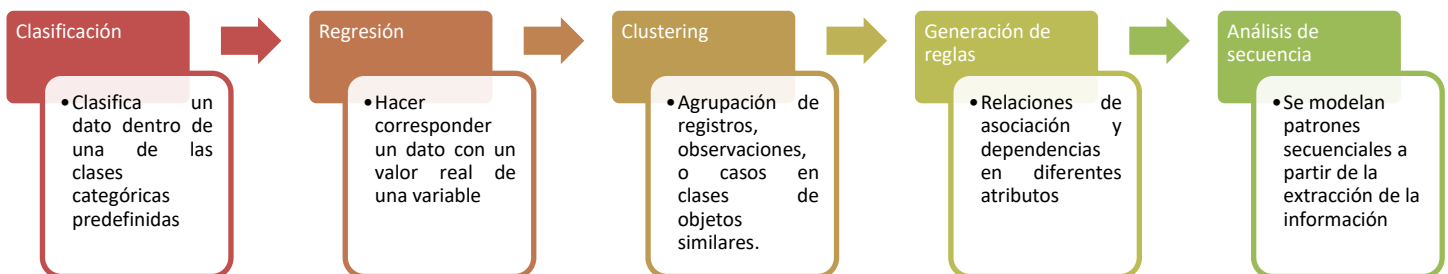 Clasificación
•Clasifica un
dato dentro de
una de las
clases
categóricas
predefinidas
Regresión
•Hacer
corresponder
un dato con un
valor real de
una variable
Clustering
•Agrupación de
registros,
observaciones,
o casos en
clases de
objetos
similares.
Generación de
reglas
•Relaciones de
asociación y
dependencias
en diferentes
atributos
Análisis de
secuencia
•Se modelan
patrones
secuenciales a
partir de la
extracción de la
información